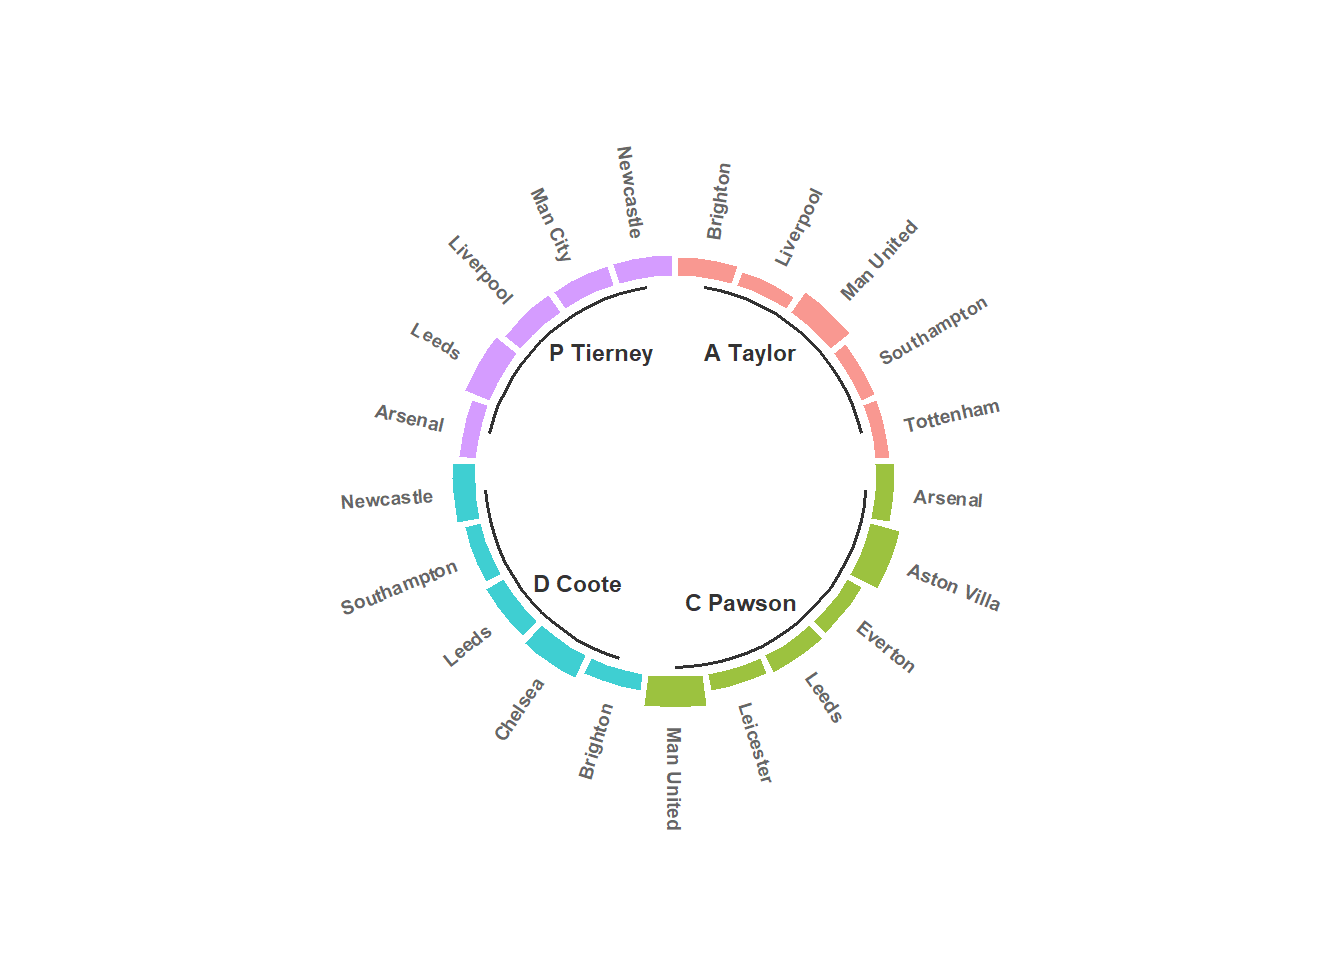 Brighton
Liverpool
Man United
Southampton
Tottenham
Arsenal
Aston Villa
Everton
Leeds
Leicester
Man United
Brighton
Chelsea
Leeds
Southampton
Newcastle
Arsenal
Leeds
Liverpool
Man City
Newcastle
P Tierney
A Taylor
D Coote
C Pawson